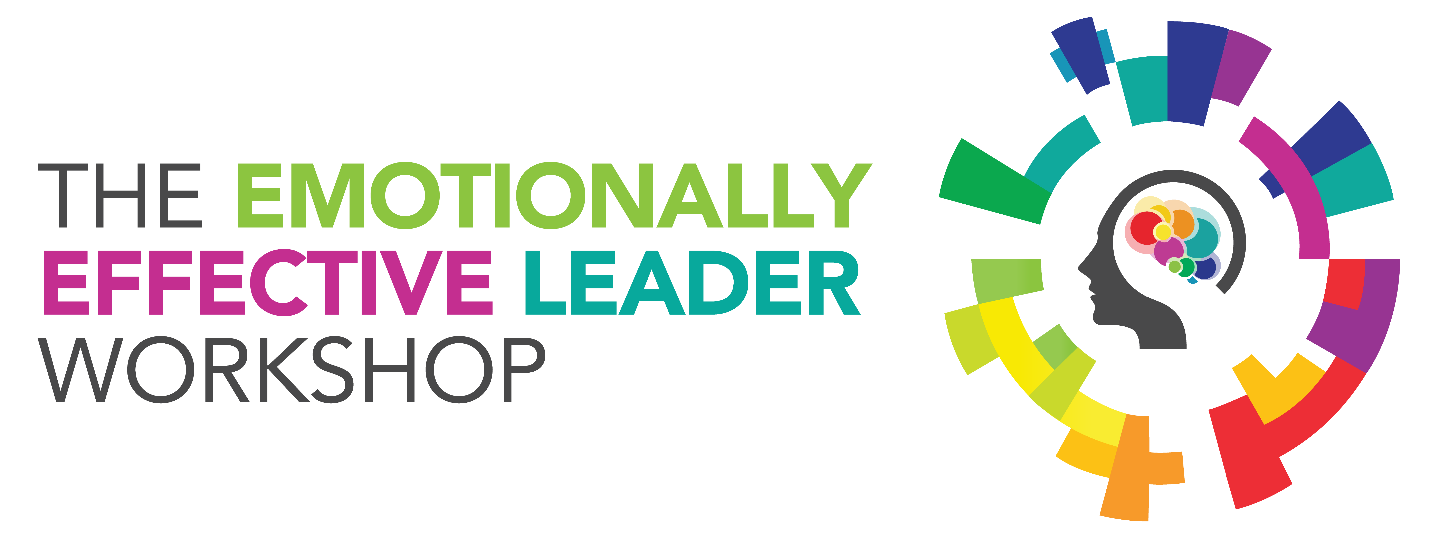 THE EMOTIONALLY
EFFECTIVE LEADER
WORKSHOP